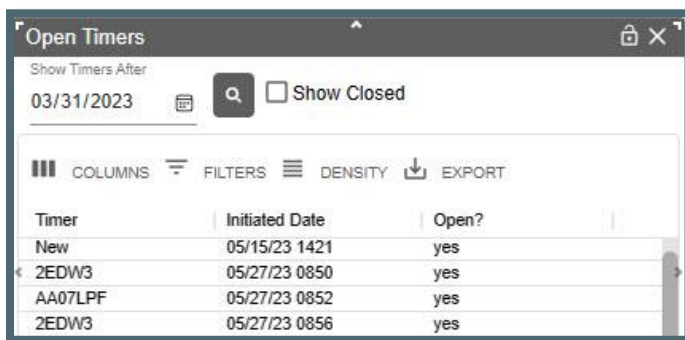 Open Timers
Show Timers After
03/31/2023
Show Closed
COLUMNS FILTERS DENSITY EXPORT
Timer Initiated Date Open?
New 05/15/23 1421 yes
2EDW3 05/27/23 0850 yes
AA07LPF 05/27/23 0852 yes
2EDW3 05/27/23 0856 yes